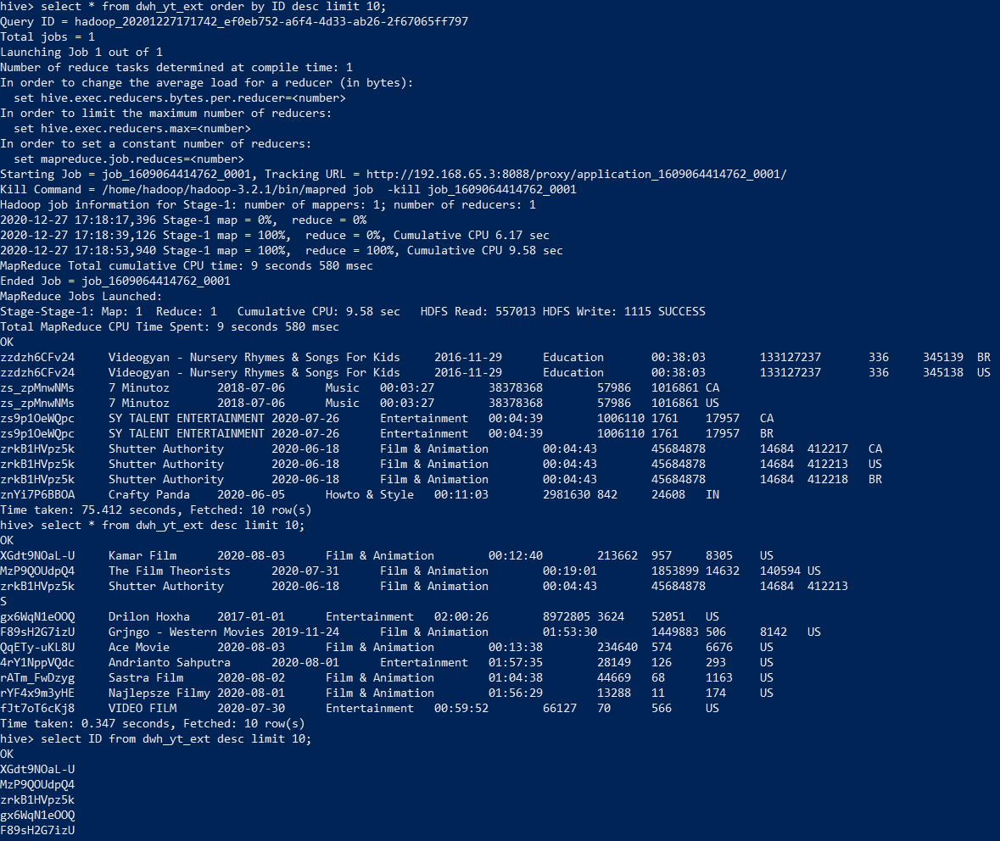 hive> select * from dwh_yt_ext order by ID desc limit 10;
Query ID = hadoop_20201227171742_ef0eb752-a6f4-4d33-ab26-2f67065ff797
Total jobs = 1
Launching Job 1 out of 1
Number of reduce tasks determined at compile time: 1
In order to change the average load for a reducer (in bytes):
  set hive.exec.reducers.bytes.per.reducer=<number>
In order to limit the maximum number of reducers:
  set hive.exec.reducers.max=<number>
In order to set a constant number of reducers:
  set mapreduce.job.reduces=<number>
Starting Job = job_1609064414762_0001, Tracking URL = http://192.168.65.3:8088/proxy/application_1609064414762_0001/
Kill Command = /home/hadoop/hadoop-3.2.1/bin/mapred job  -kill job_1609064414762_0001
Hadoop job information for Stage-1: number of mappers: 1; number of reducers: 1
2020-12-27 17:18:17,396 Stage-1 map = 0%,  reduce = 0%
2020-12-27 17:18:39,126 Stage-1 map = 100%,  reduce = 0%, Cumulative CPU 6.17 sec
2020-12-27 17:18:53,940 Stage-1 map = 100%,  reduce = 100%, Cumulative CPU 9.58 sec
MapReduce Total cumulative CPU time: 9 seconds 580 msec
Ended Job = job_1609064414762_0001
MapReduce Jobs Launched:
Stage-Stage-1: Map: 1  Reduce: 1   Cumulative CPU: 9.58 sec   HDFS Read: 557013 HDFS Write: 1115 SUCCESS
Total MapReduce CPU Time Spent: 9 seconds 580 msec
OK
zzdzh6CFv24     Videogyan - Nursery Rhymes & Songs For Kids     2016-11-29      Education       00:38:03        133127237       336     345139  BR
zzdzh6CFv24     Videogyan - Nursery Rhymes & Songs For Kids     2016-11-29      Education       00:38:03        133127237       336     345138  US
zs_zpMnwNMs     7 Minutoz       2018-07-06      Music   00:03:27        38378368        57986   1016861 CA
zs_zpMnwNMs     7 Minutoz       2018-07-06      Music   00:03:27        38378368        57986   1016861 US
zs9p1OeWQpc     SY TALENT ENTERTAINMENT 2020-07-26      Entertainment   00:04:39        1006110 1761    17957   CA
zs9p1OeWQpc     SY TALENT ENTERTAINMENT 2020-07-26      Entertainment   00:04:39        1006110 1761    17957   BR
zrkB1HVpz5k     Shutter Authority       2020-06-18      Film & Animation        00:04:43        45684878        14684  412217   CA
zrkB1HVpz5k     Shutter Authority       2020-06-18      Film & Animation        00:04:43        45684878        14684  412213   US
zrkB1HVpz5k     Shutter Authority       2020-06-18      Film & Animation        00:04:43        45684878        14684  412218   BR
znYi7P6BBOA     Crafty Panda    2020-06-05      Howto & Style   00:11:03        2981630 842     24608   IN
Time taken: 75.412 seconds, Fetched: 10 row(s)
hive> select * from dwh_yt_ext desc limit 10;
OK
XGdt9NOaL-U     Kamar Film      2020-08-03      Film & Animation        00:12:40        213662  957     8305    US
MzP9QOUdpQ4     The Film Theorists      2020-07-31      Film & Animation        00:19:01        1853899 14632   140594 US
zrkB1HVpz5k     Shutter Authority       2020-06-18      Film & Animation        00:04:43        45684878        14684  412213
S
gx6WqN1eOOQ     Drilon Hoxha    2017-01-01      Entertainment   02:00:26        8972805 3624    52051   US
F89sH2G7izU     Grjngo - Western Movies 2019-11-24      Film & Animation        01:53:30        1449883 506     8142   US
QqETy-uKL8U     Ace Movie       2020-08-03      Film & Animation        00:13:38        234640  574     6676    US
4rY1NppVQdc     Andrianto Sahputra      2020-08-01      Entertainment   01:57:35        28149   126     293     US
rATm_FwDzyg     Sastra Film     2020-08-02      Film & Animation        01:04:38        44669   68      1163    US
rYF4x9m3yHE     Najlepsze Filmy 2020-08-01      Film & Animation        01:56:29        13288   11      174     US
fJt7oT6cKj8     VIDEO FILM      2020-07-30      Entertainment   00:59:52        66127   70      566     US
Time taken: 0.347 seconds, Fetched: 10 row(s)
hive> select ID from dwh_yt_ext desc limit 10;
OK
XGdt9NOaL-U
MzP9QOUdpQ4
zrkB1HVpz5k
gx6WqN1eOOQ
F89sH2G7izU